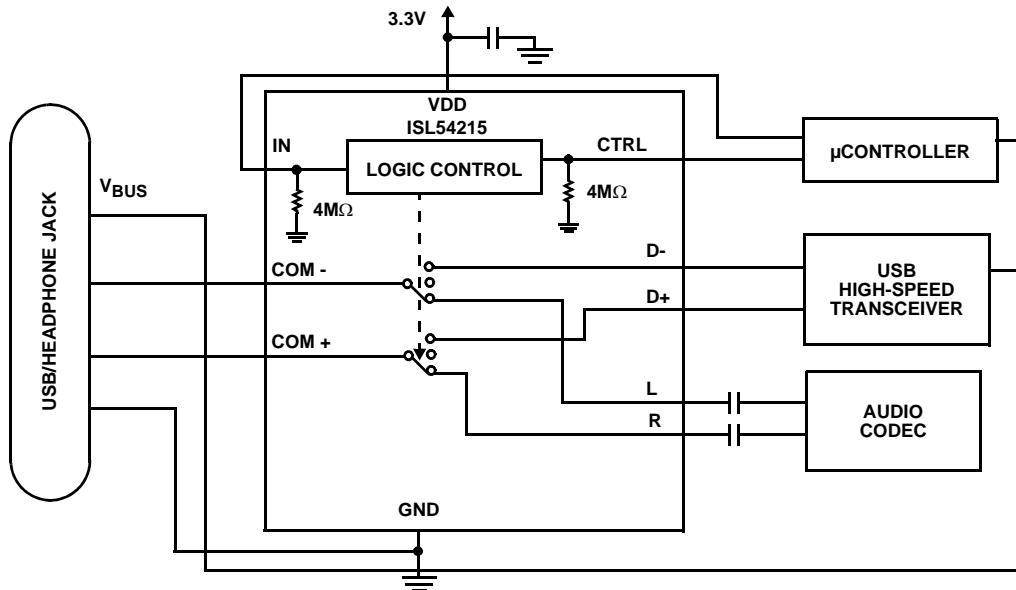 3.3V
VDD
ISL54215
IN
LOGIC CONTROL
CTRL
4MΩ
4MΩ
µCONTROLLER
USB/HEADPHONE JACK
VBUS
COM -
COM +
D-
D+
USB
HIGH-SPEED
TRANSCEIVER
L
R
AUDIO
CODEC
GND